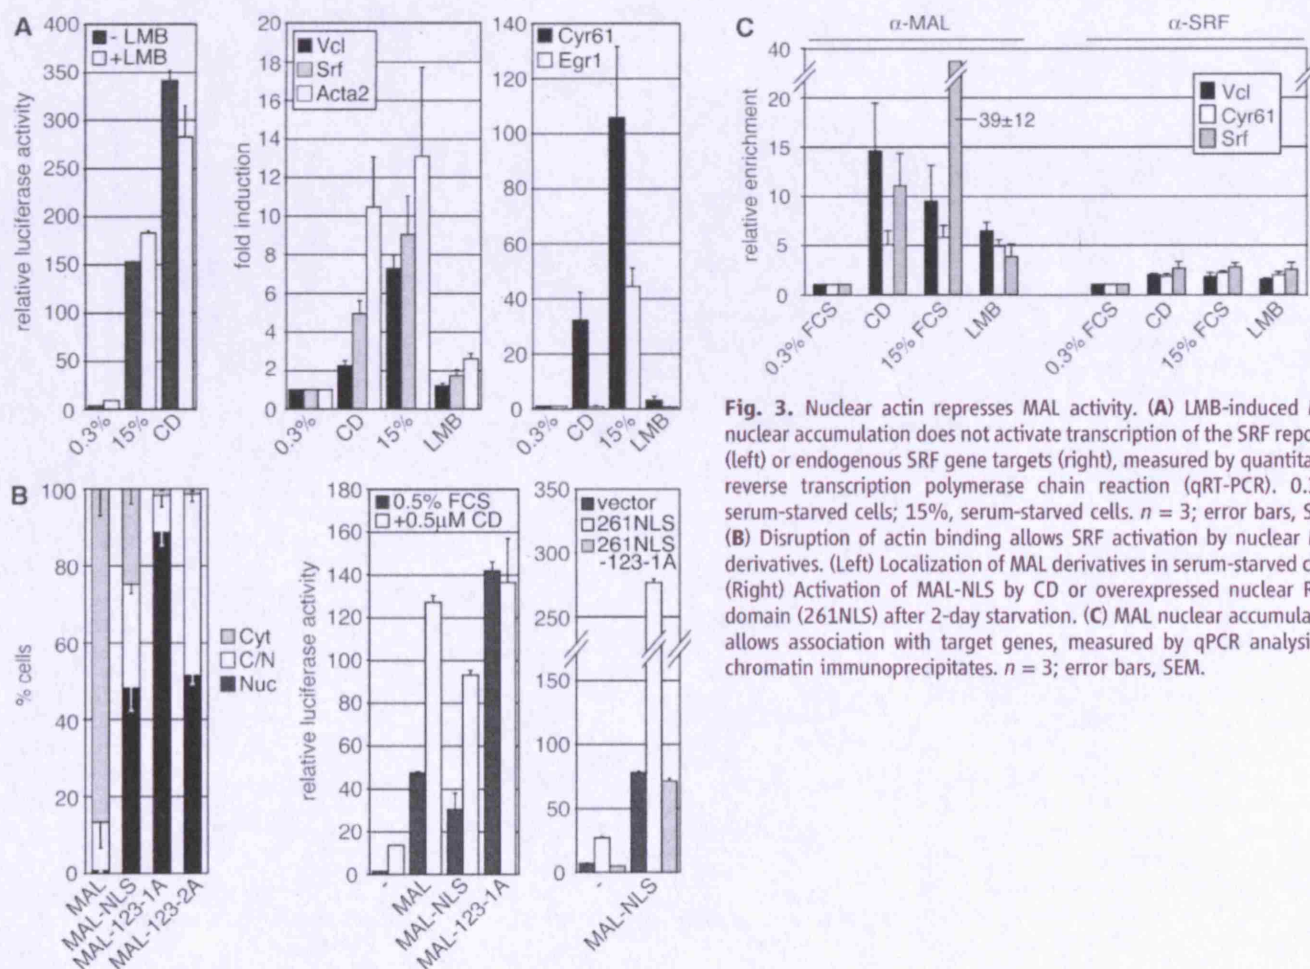 A
400
350
300
250
200
150
100
50
0
relative luciferase activity
- LMB
+LMB
0.3%
15%
CD
20
18
16
14
12
10
8
6
4
2
0
fold induction
Vcl
Srf
Acta2
0.3%
CD
15%
LMB
140
120
100
80
60
40
20
0
Cyr61
Egr1
0.3%
CD
15%
LMB
B
100
80
60
40
20
0
% cells
Cyt
C/N
Nuc
MAL
MAL-NLS
MAL-123-1A
MAL-123-2A
180
160
140
120
100
80
60
40
20
0
relative luciferase activity
0.5% FCS
+0.5µM CD
-
MAL
MAL-NLS
MAL-123-1A
350
300
250
150
100
50
0
vector
261NLS
261NLS
-123-1A
-
MAL-NLS
C
α-MAL
α-SRF
40
20
15
10
5
0
relative enrichment
39±12
Vcl
Cyr61
Srf
0.3% FCS
CD
15% FCS
LMB
0.3% FCS
CD
15% FCS
LMB
Fig. 3. Nuclear actin represses MAL activity. (A) LMB-induced
nuclear accumulation does not activate transcription of the SRF repo
(left) or endogenous SRF gene targets (right), measured by quantita
reverse transcription polymerase chain reaction (qRT-PCR). 0.
serum-starved cells; 15%, serum-starved cells. n = 3; error bars, S
(B) Disruption of actin binding allows SRF activation by nuclear
derivatives. (Left) Localization of MAL derivatives in serum-starved c
(Right) Activation of MAL-NLS by CD or overexpressed nuclear R
domain (261NLS) after 2-day starvation. (C) MAL nuclear accumula
allows association with target genes, measured by qPCR analysis
chromatin immunoprecipitates. n = 3; error bars, SEM.